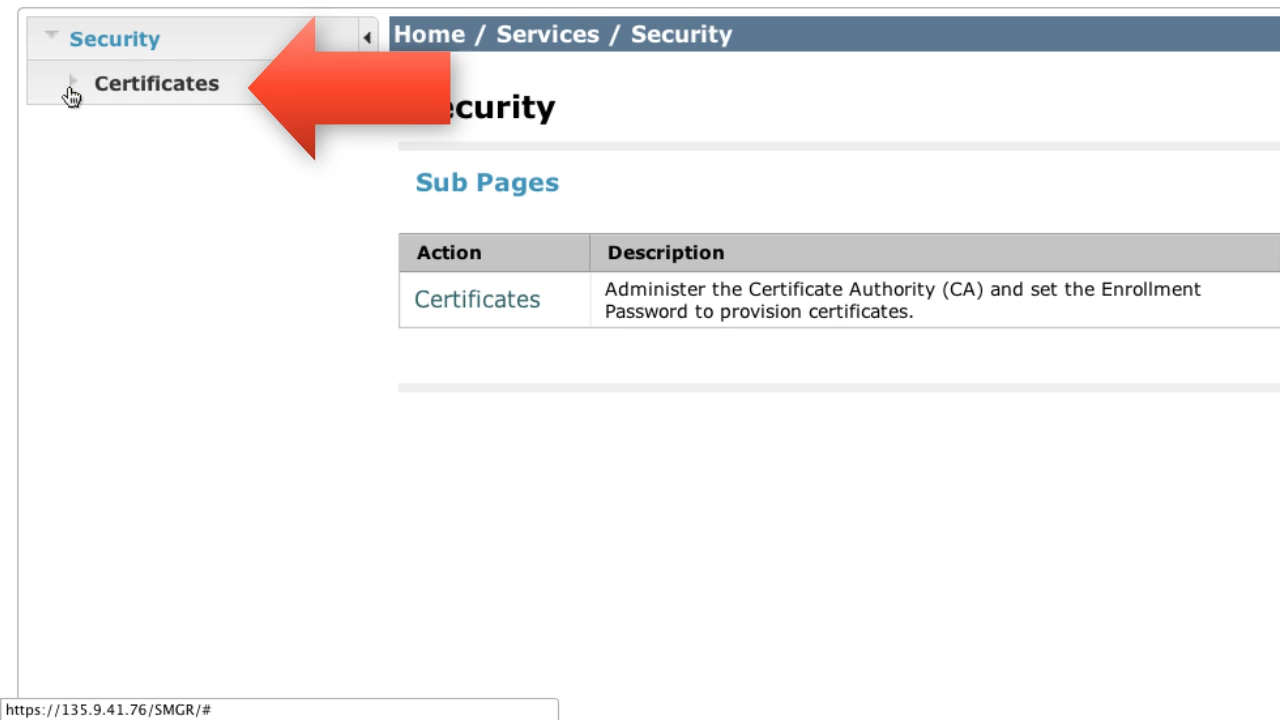 Security
Certificates
Home / Services / Security
ecurity
Sub Pages
Action
Description
Certificates
Administer the Certificate Authority (CA) and set the Enrollment
Password to provision certificates.
https://135.9.41.76/SMGR/#